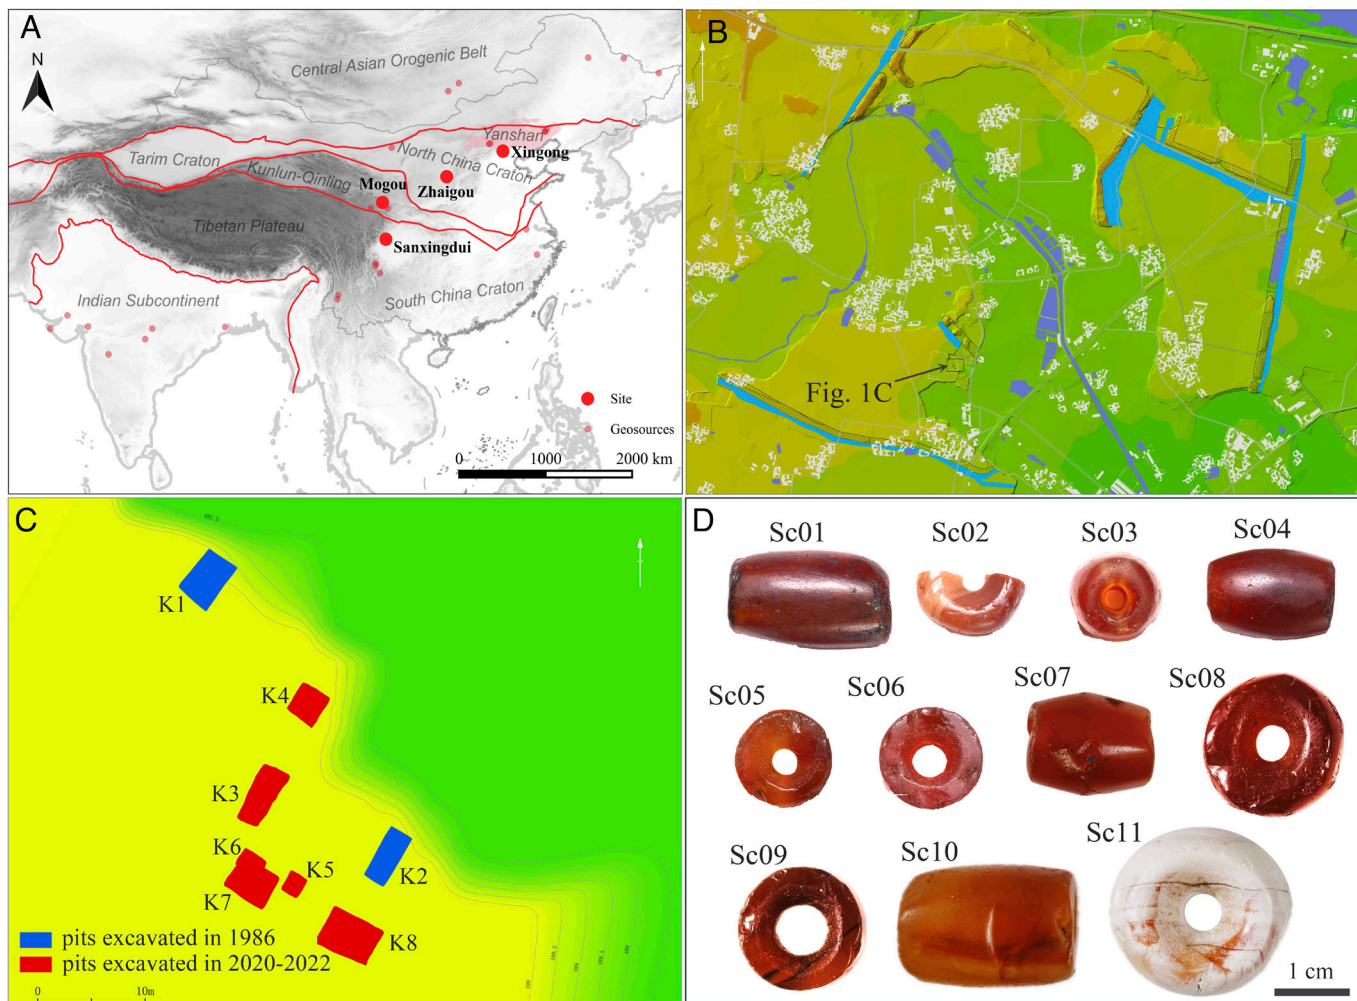 A
N
Central Asian Orogenic Belt
Yanshan
Xingong
North China Craton
Tarim Craton
Kunlun-Qinling
Mogou
Zhaigou
Tibetan Plateau
Sanxingdui
Indian Subcontinent
South China Craton
Site
Geosources
0 1000 2000 km
B
Fig. 1C
C
K1
K4
K3
K6
K5
K7
K2
K8
pits excavated in 1986
pits excavated in 2020-2022
0 10m
D
Sc01 Sc02 Sc03 Sc04
Sc05 Sc06 Sc07 Sc08
Sc09 Sc10 Sc11
1 cm